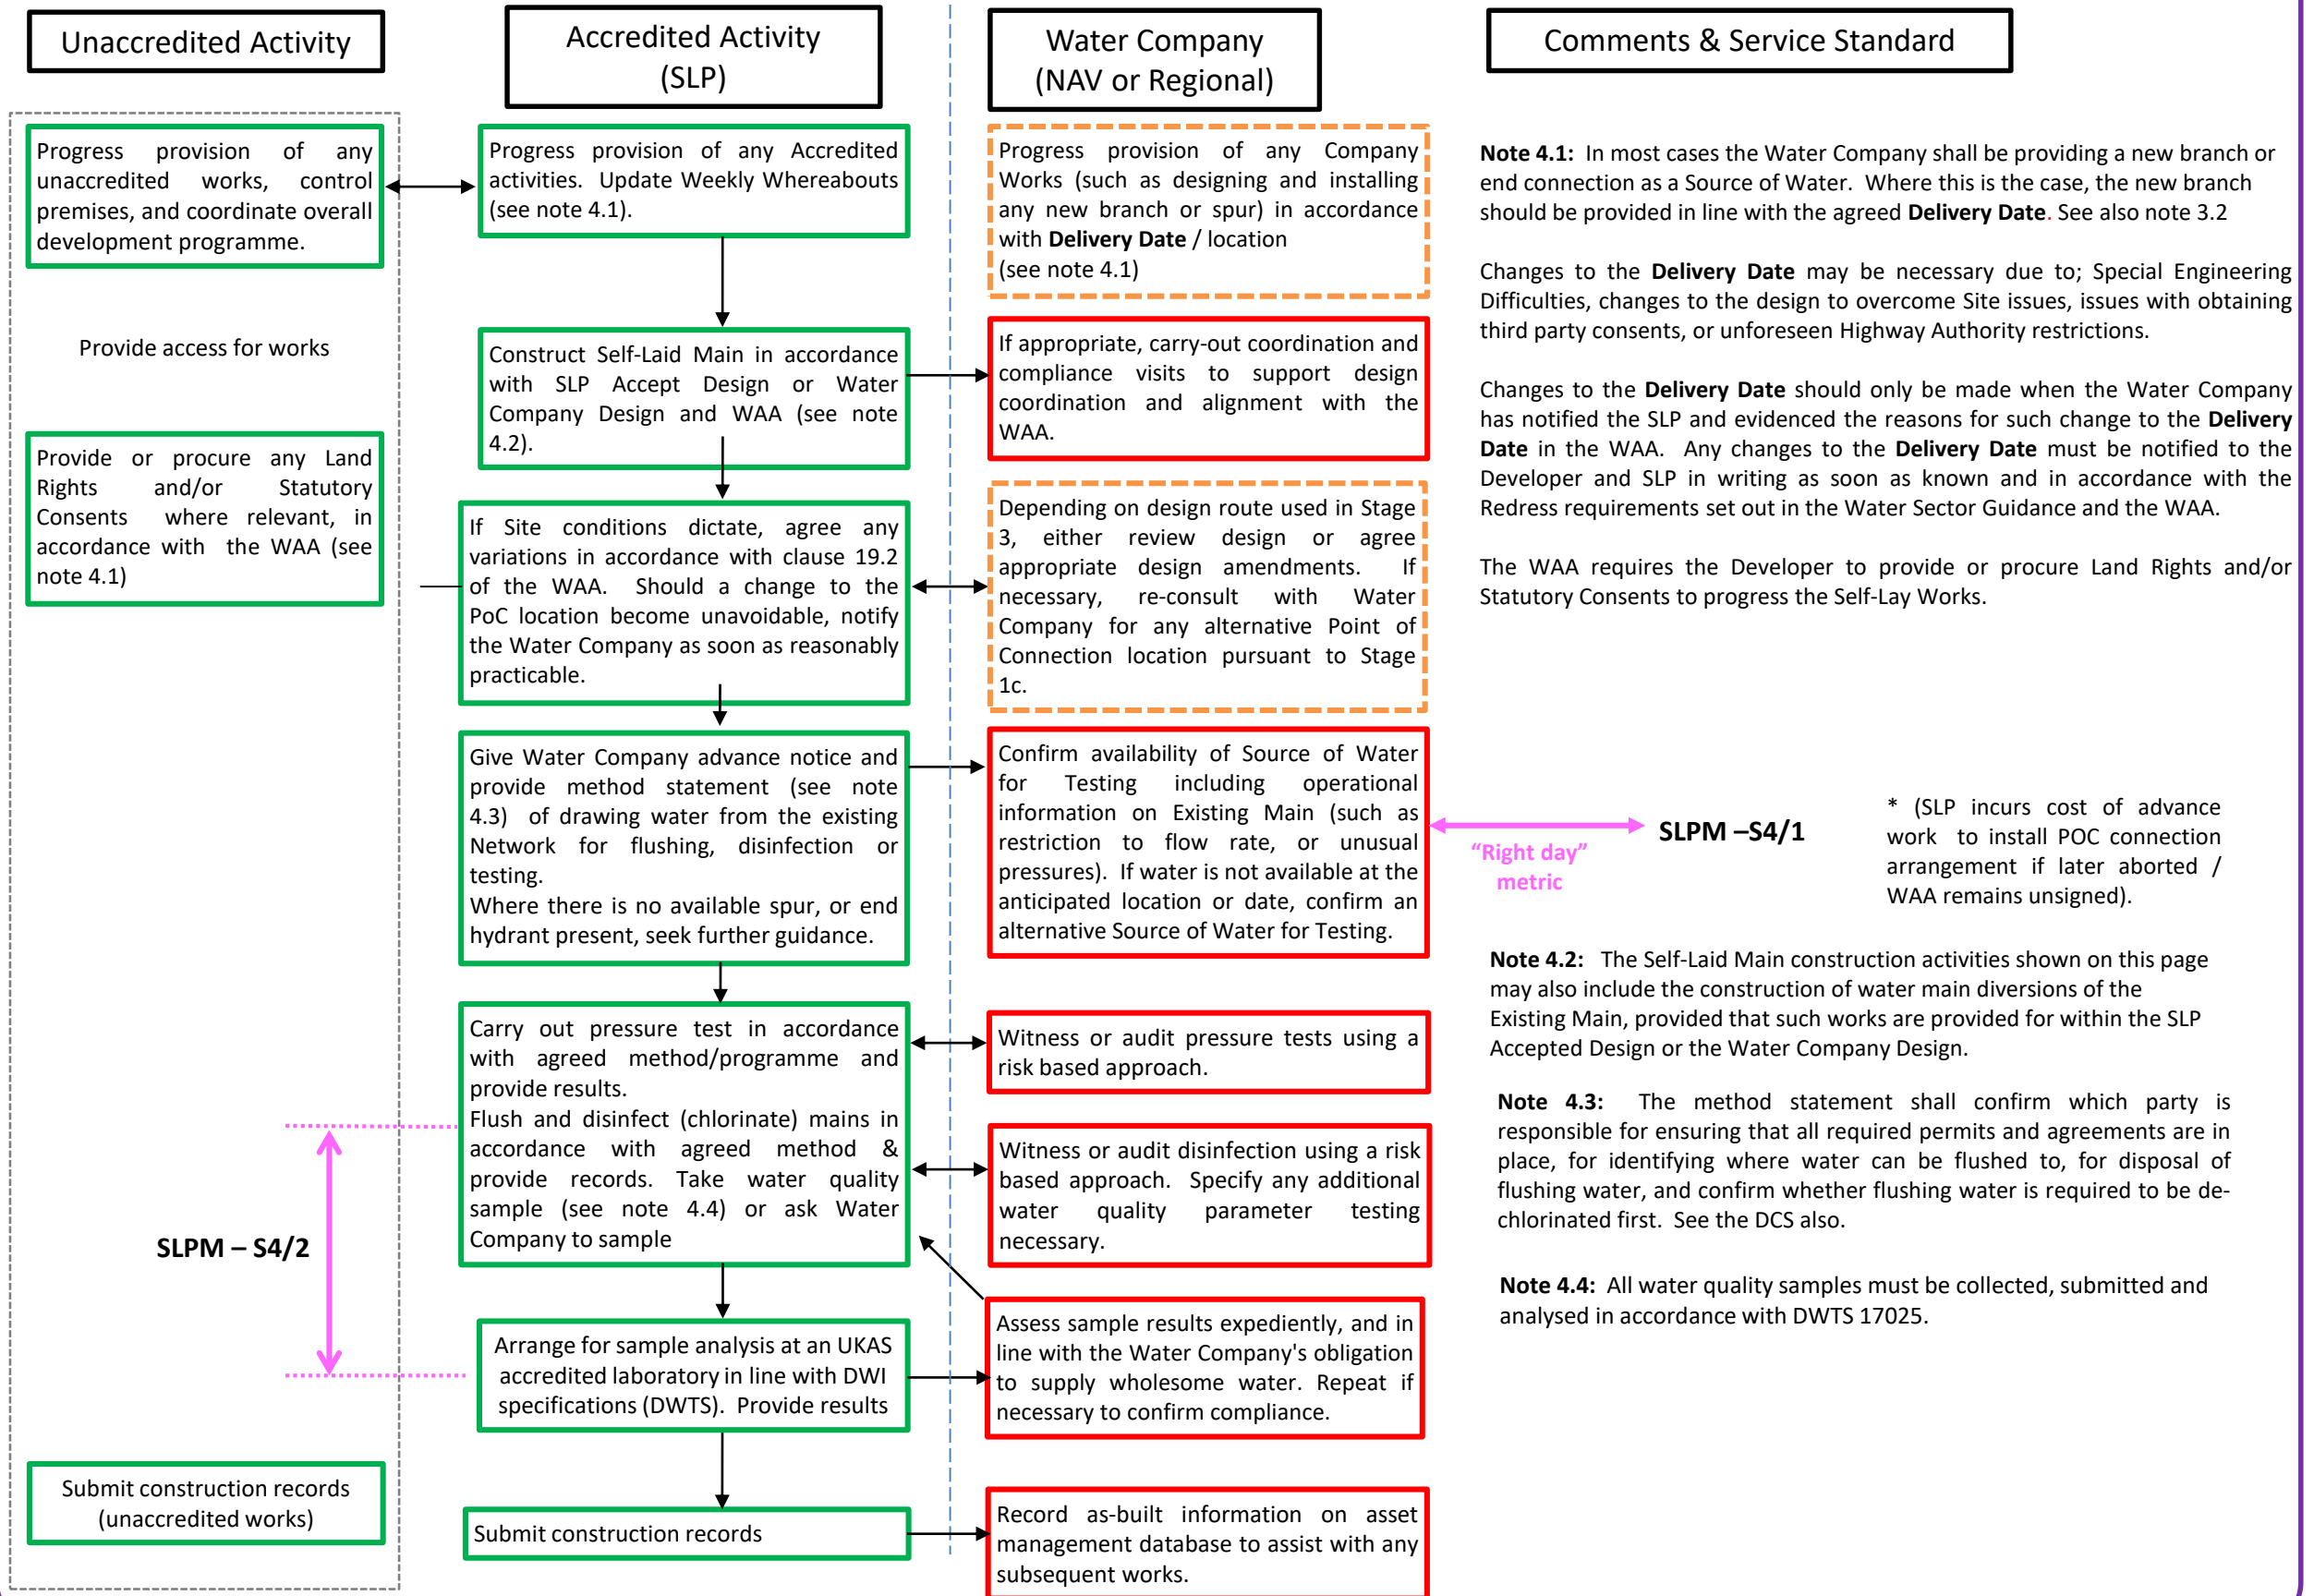 Unaccredited Activity
Accredited Activity
(SLP)
Water Company
(NAV or Regional)
Comments & Service Standard
Progress provision of any
unaccredited works, control
premises, and coordinate overall
development programme.
Provide access for works
Provide or procure any Land
Rights and/or Statutory
Consents where relevant, in
accordance with the WAA (see
note 4.1)
SLPM – S4/2
Submit construction records
(unaccredited works)
Progress provision of any Accredited
activities. Update Weekly Whereabouts
(see note 4.1).
Construct Self-Laid Main in accordance
with SLP Accept Design or Water
Company Design and WAA (see note
4.2).
If Site conditions dictate, agree any
variations in accordance with clause 19.2
of the WAA. Should a change to the
PoC location become unavoidable, notify
the Water Company as soon as reasonably
practicable.
Give Water Company advance notice and
provide method statement (see note
4.3) of drawing water from the existing
Network for flushing, disinfection or
testing.
Where there is no available spur, or end
hydrant present, seek further guidance.
Carry out pressure test in accordance
with agreed method/programme and
provide results.
Flush and disinfect (chlorinate) mains in
accordance with agreed method &
provide records. Take water quality
sample (see note 4.4) or ask Water
Company to sample
Arrange for sample analysis at an UKAS
accredited laboratory in line with DWI
specifications (DWTS). Provide results
Submit construction records
Progress provision of any Company
Works (such as designing and installing
any new branch or spur) in accordance
with Delivery Date / location
(see note 4.1)
If appropriate, carry-out coordination and
compliance visits to support design
coordination and alignment with the
WAA.
Depending on design route used in Stage
3, either review design or agree
appropriate design amendments. If
necessary, re-consult with Water
Company for any alternative Point of
Connection location pursuant to Stage
1c.
Confirm availability of Source of Water
for Testing including operational
information on Existing Main (such as
restriction to flow rate, or unusual
pressures). If water is not available at the
anticipated location or date, confirm an
alternative Source of Water for Testing.
Witness or audit pressure tests using a
risk based approach.
Witness or audit disinfection using a risk
based approach. Specify any additional
water quality parameter testing
necessary.
Assess sample results expediently, and in
line with the Water Company's obligation
to supply wholesome water. Repeat if
necessary to confirm compliance.
Record as-built information on asset
management database to assist with any
subsequent works.
Note 4.1: In most cases the Water Company shall be providing a new branch or
end connection as a Source of Water. Where this is the case, the new branch
should be provided in line with the agreed Delivery Date. See also note 3.2
Changes to the Delivery Date may be necessary due to; Special Engineering
Difficulties, changes to the design to overcome Site issues, issues with obtaining
third party consents, or unforeseen Highway Authority restrictions.
Changes to the Delivery Date should only be made when the Water Company
has notified the SLP and evidenced the reasons for such change to the Delivery
Date in the WAA. Any changes to the Delivery Date must be notified to the
Developer and SLP in writing as soon as known and in accordance with the
Redress requirements set out in the Water Sector Guidance and the WAA.
The WAA requires the Developer to provide or procure Land Rights and/or
Statutory Consents to progress the Self-Lay Works.
"Right day"
metric
SLPM –S4/1
* (SLP incurs cost of advance
work to install POC connection
arrangement if later aborted /
WAA remains unsigned).
Note 4.2: The Self-Laid Main construction activities shown on this page
may also include the construction of water main diversions of the
Existing Main, provided that such works are provided for within the SLP
Accepted Design or the Water Company Design.
Note 4.3: The method statement shall confirm which party is
responsible for ensuring that all required permits and agreements are in
place, for identifying where water can be flushed to, for disposal of
flushing water, and confirm whether flushing water is required to be de-
chlorinated first. See the DCS also.
Note 4.4: All water quality samples must be collected, submitted and
analysed in accordance with DWTS 17025.